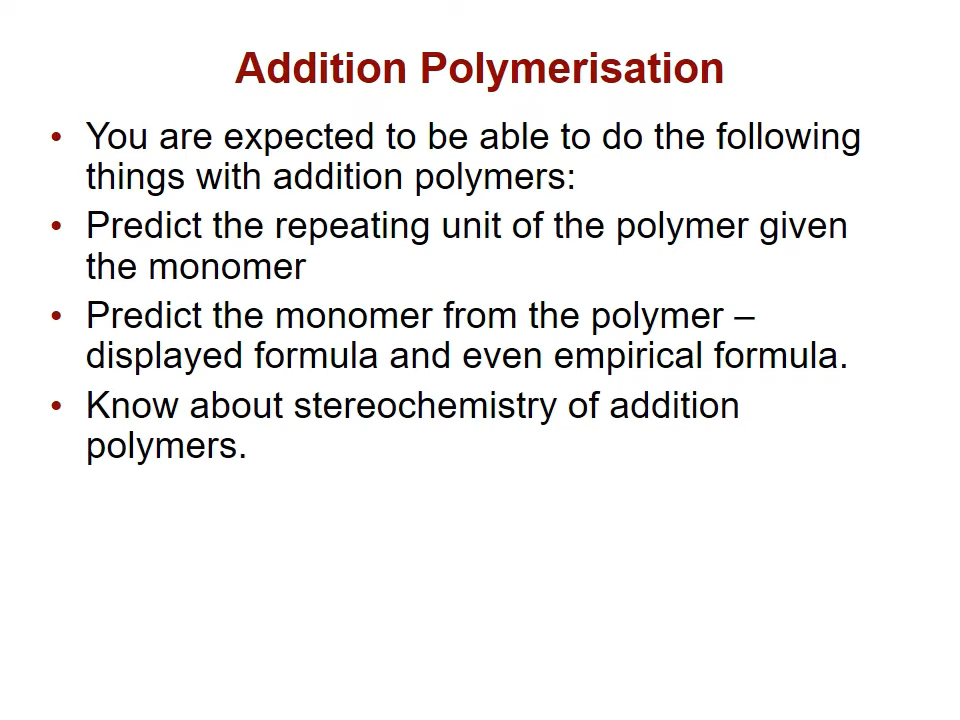 Addition Polymerisation
• You are expected to be able to do the following
things with addition polymers:
• Predict the repeating unit of the polymer given
the monomer
• Predict the monomer from the polymer –
displayed formula and even empirical formula.
• Know about stereochemistry of addition
polymers.